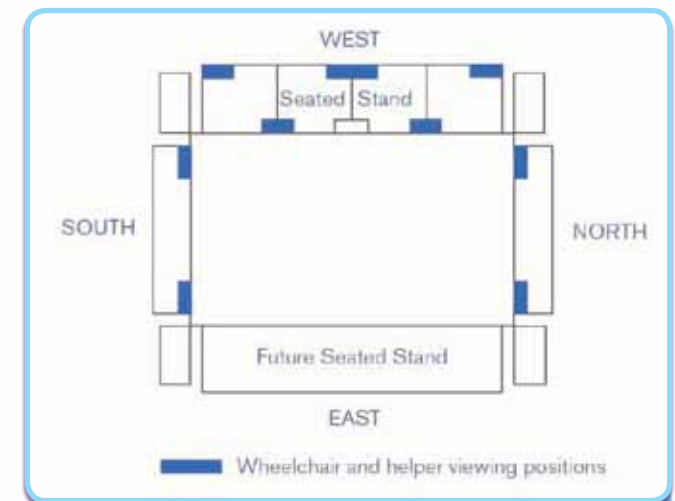 WEST
Seated Stand
SOUTH
NORTH
Future Seated Stand
EAST
Wheelchair and helper viewing positions